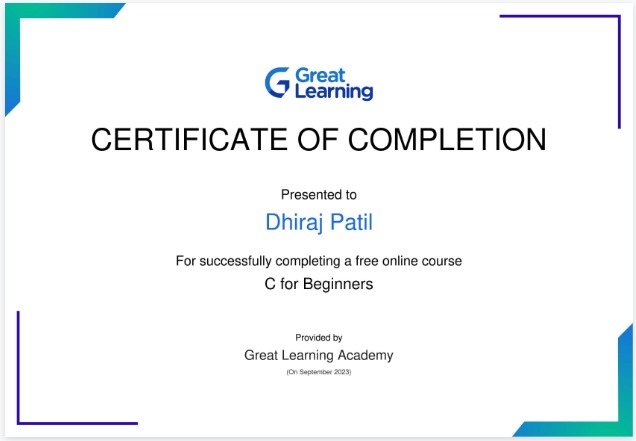 Great
Learning
CERTIFICATE OF COMPLETION
Presented to
Dhiraj Patil
For successfully completing a free online course
C for Beginners
Provided by
Great Learning Academy
(On September 2023)